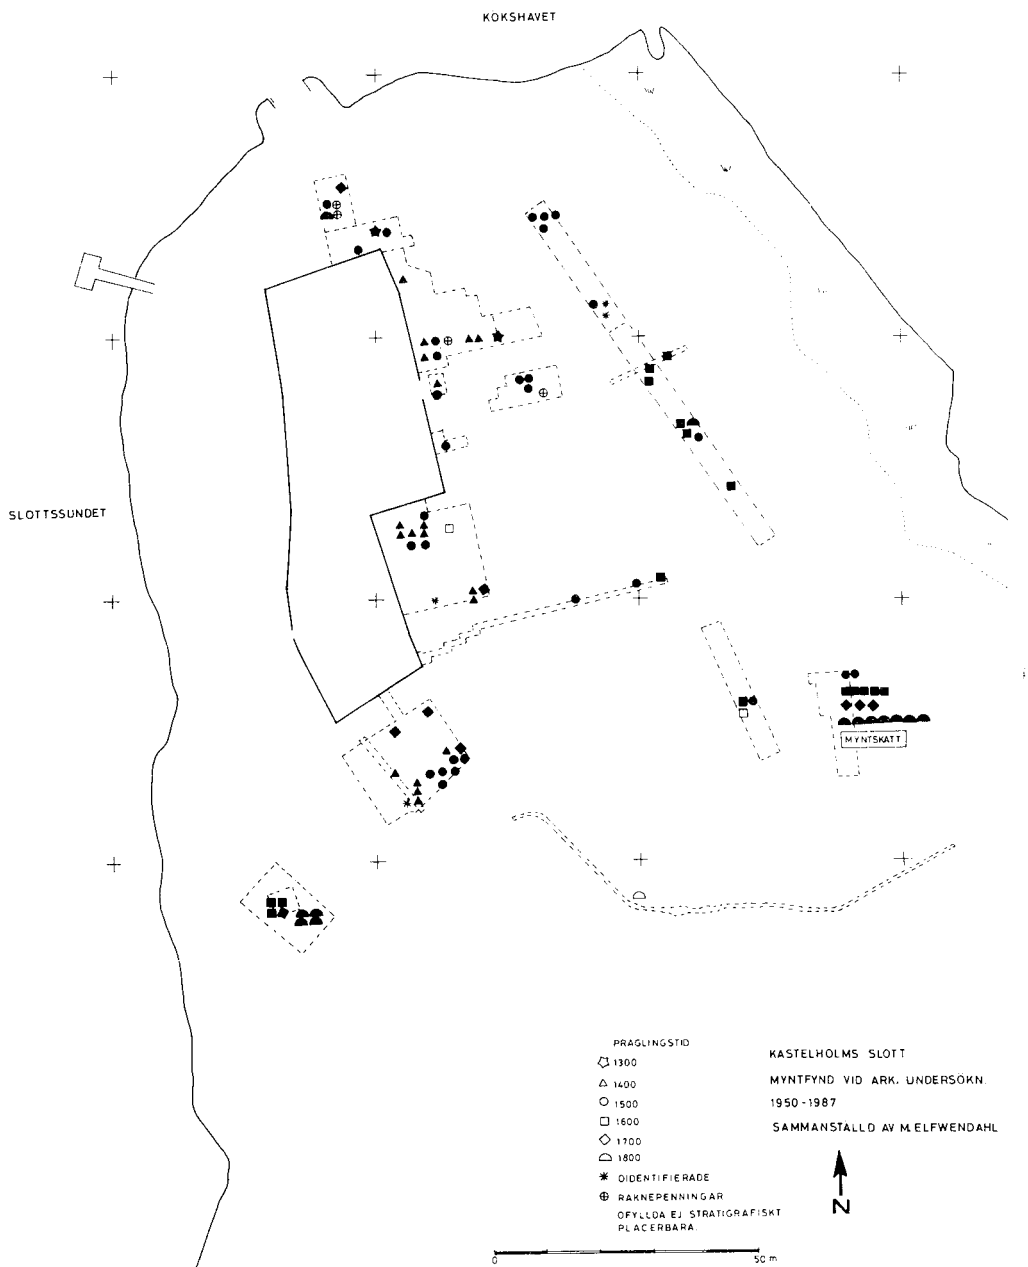 KÖKSHAVET
SLOTTSSUNDET
MYNTSKATT
PRÄGLINGSTID
1300
1400
1500
1600
1700
1800
OIDENTIFIERADE
RÄKNEPENNINGAR
OFYLLDA EJ STRATIGRAFISKT
PLACERBARA.
KASTELHOLMS SLOTT
MYNTFYND VID ARK. UNDERSÖKN.
1950-1987
SAMMANSTÄLLD AV M.ELFWENDAHL
N
0 50 m